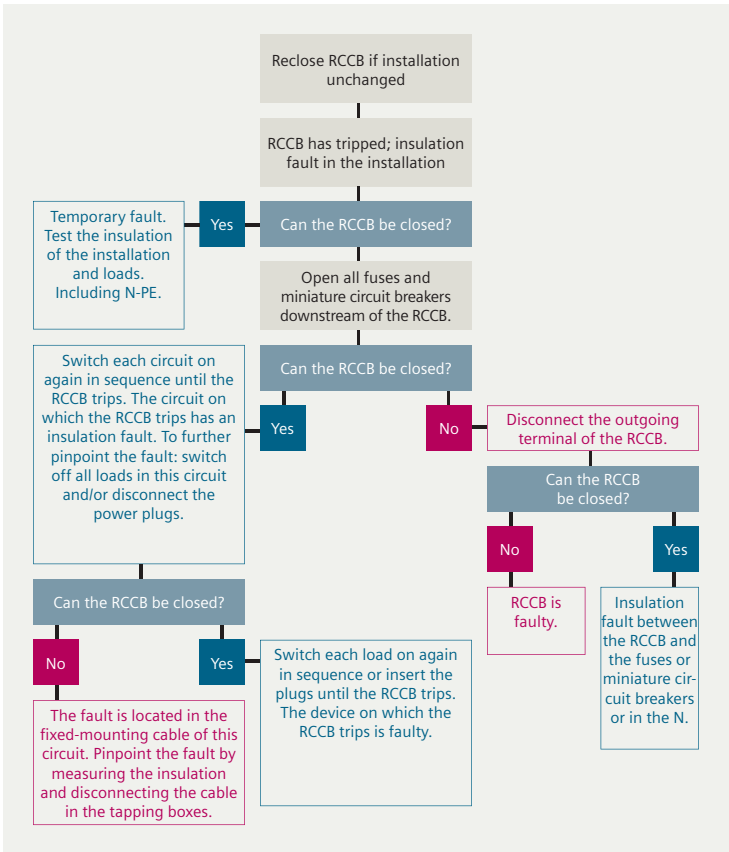 Reclose RCCB if installation
unchanged
RCCB has tripped; insulation
fault in the installation
Can the RCCB be closed?
Yes
Temporary fault.
Test the insulation
of the installation
and loads.
Including N-PE.
Open all fuses and
miniature circuit breakers
downstream of the RCCB.
Can the RCCB be closed?
Yes
Switch each circuit on
again in sequence until the
RCCB trips. The circuit on
which the RCCB trips has an
insulation fault. To further
pinpoint the fault: switch
off all loads in this circuit
and/or disconnect the
power plugs.
No
Disconnect the outgoing
terminal of the RCCB.
Can the RCCB
be closed?
No
Yes
RCCB is
faulty.
Insulation
fault between
the RCCB and
the fuses or
miniature cir-
cuit breakers
or in the N.
Can the RCCB be closed?
No
Yes
Switch each load on again
in sequence or insert the
plugs until the RCCB trips.
The device on which the
RCCB trips is faulty.
The fault is located in the
fixed-mounting cable of this
circuit. Pinpoint the fault by
measuring the insulation
and disconnecting the cable
in the tapping boxes.